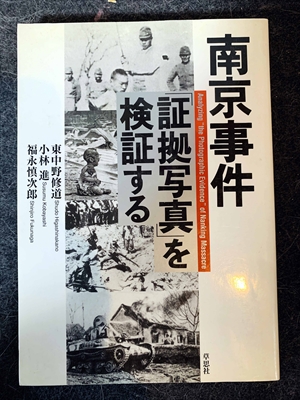 南京事件
「証拠写真」を
検証する
Analyzing "the Photographic Evidence" of Nanking Massacre
東中野修道
Shudo Higashinakano
小林 進
Susumu Kobayashi
福永慎次郎
Shinjiro Fukunaga
草思社